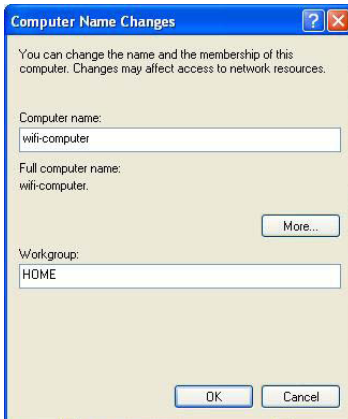 Computer Name Changes
You can change the name and the membership of this
computer. Changes may affect access to network resources.
Computer name:
wifi-computer
Full computer name:
wifi-computer.
More...
Workgroup:
HOME
OK
Cancel